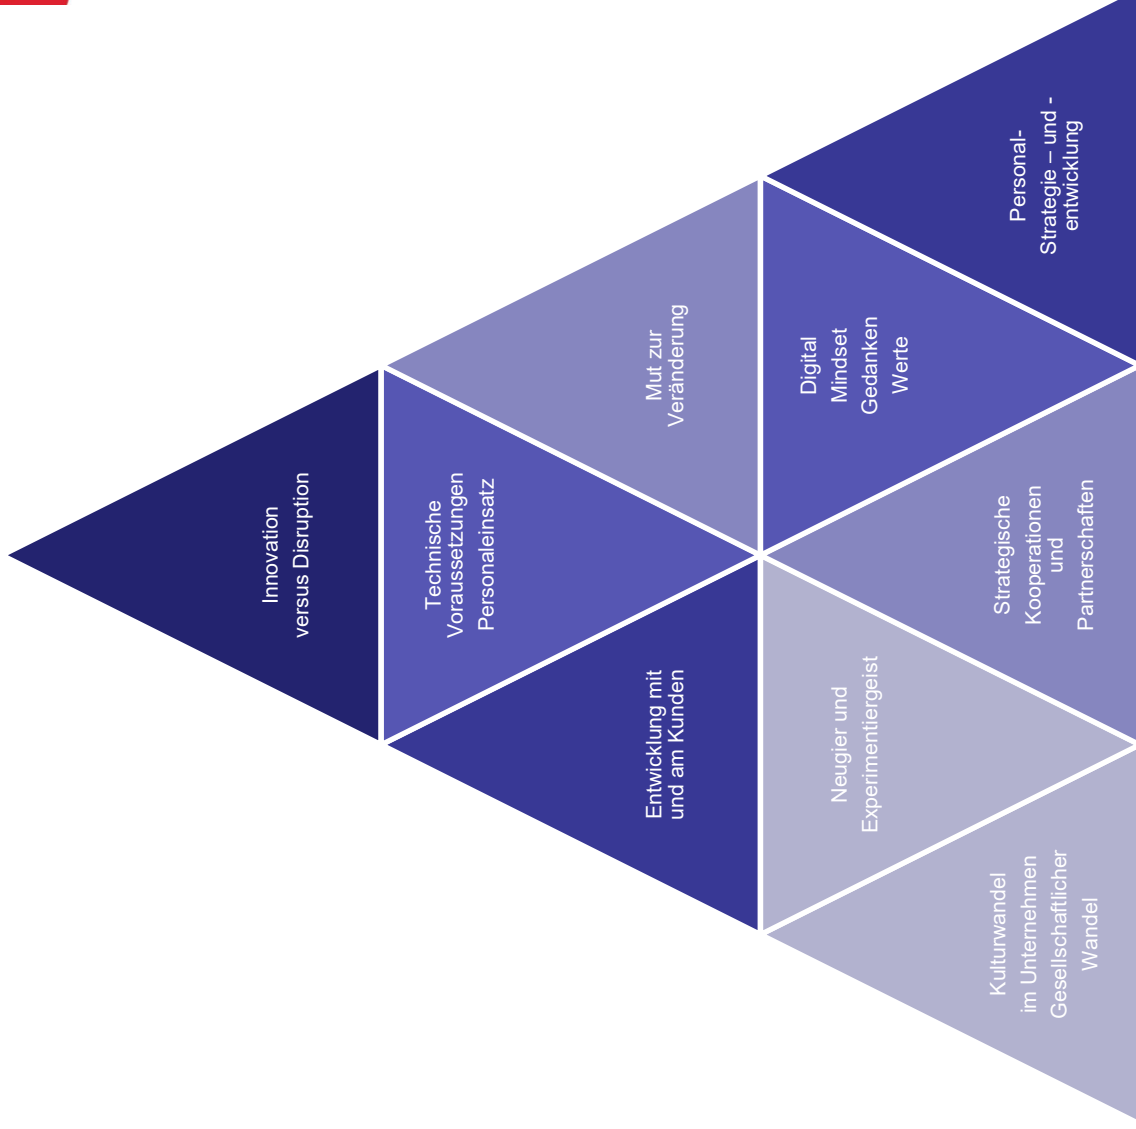 Innovation
versus Disruption
Entwicklung mit
und am Kunden
Technische
Voraussetzungen
Personaleinsatz
Mut zur
Veränderung
Kulturwandel
im Unternehmen
Gesellschaftlicher
Wandel
Neugier und
Experimentiergeist
Strategische
Kooperationen
und
Partnerschaften
Digital
Mindset
Gedanken
Werte
Personal-
Strategie – und -
entwicklung